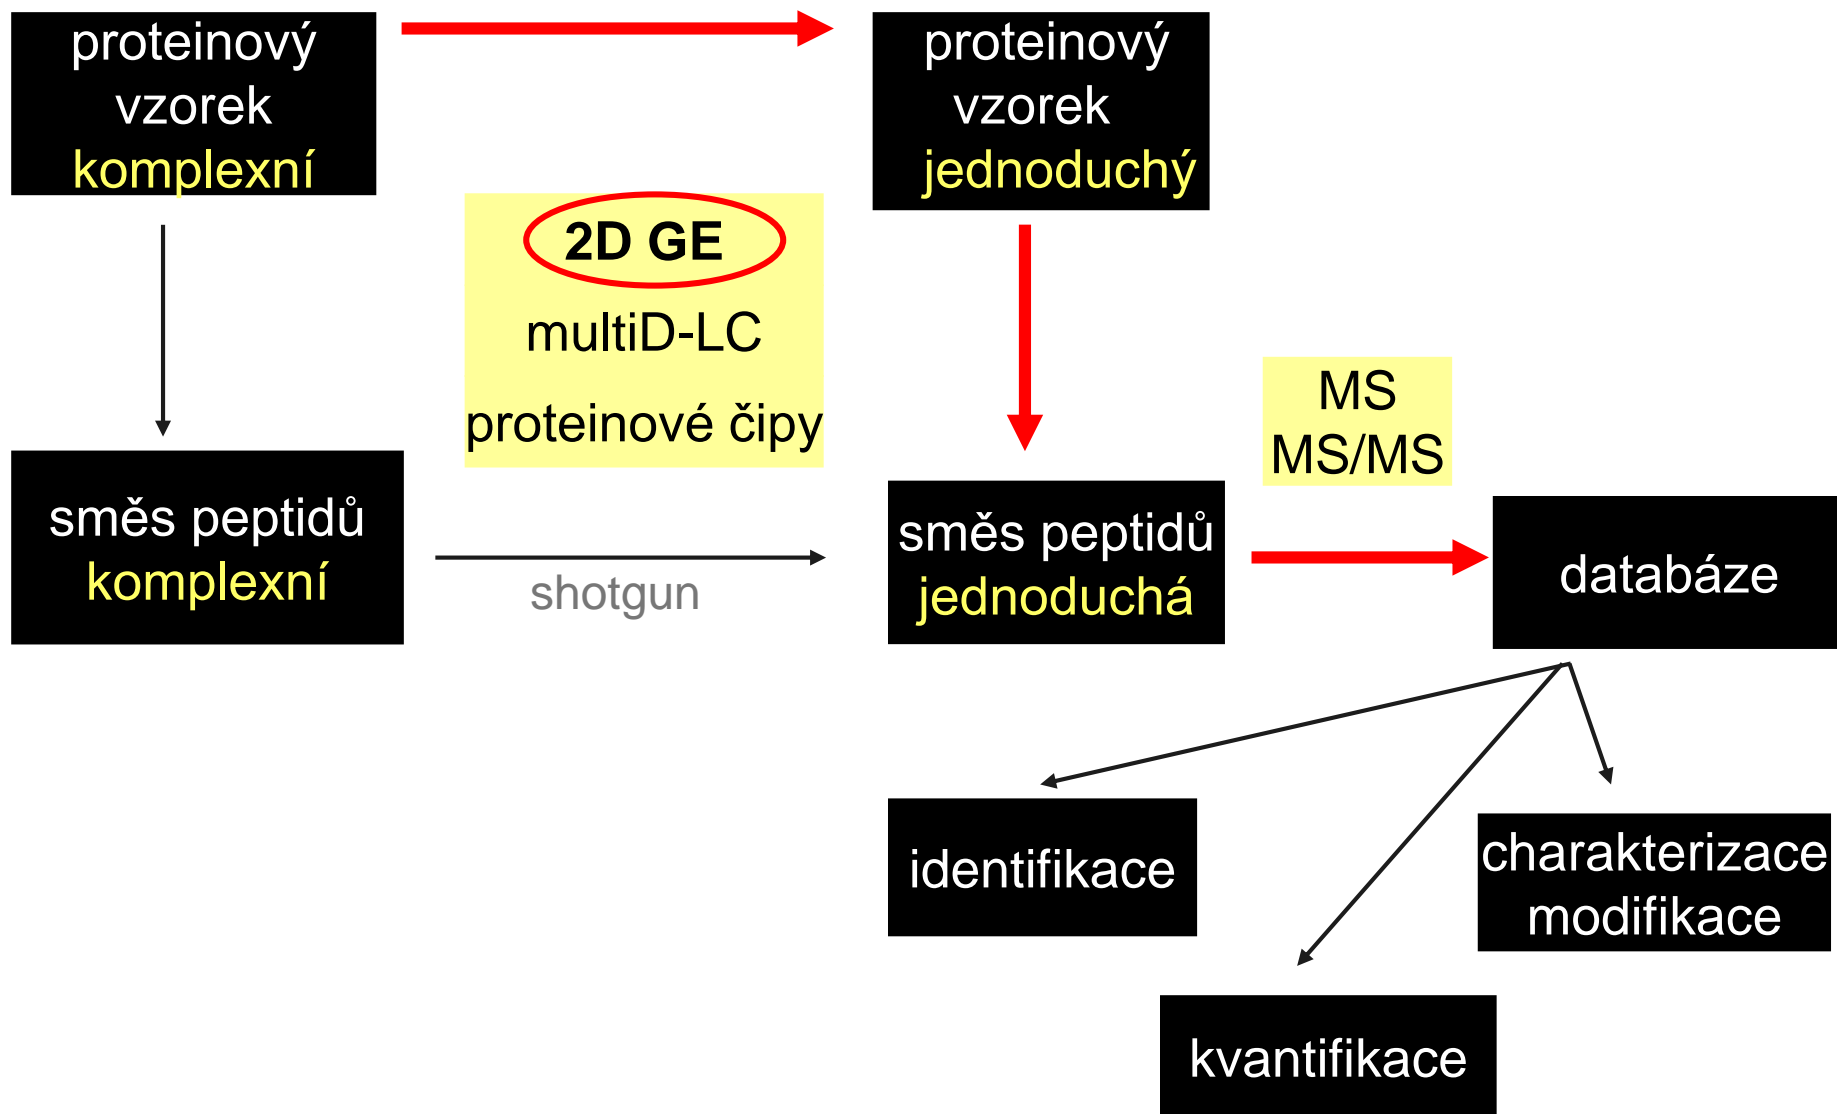 proteinový
vzorek
komplexní
proteinový
vzorek
jednoduchý
2D GE
multiD-LC
proteinové čipy
MS
MS/MS
směs peptidů
komplexní
shotgun
směs peptidů
jednoduchá
databáze
identifikace
charakterizace
modifikace
kvantifikace